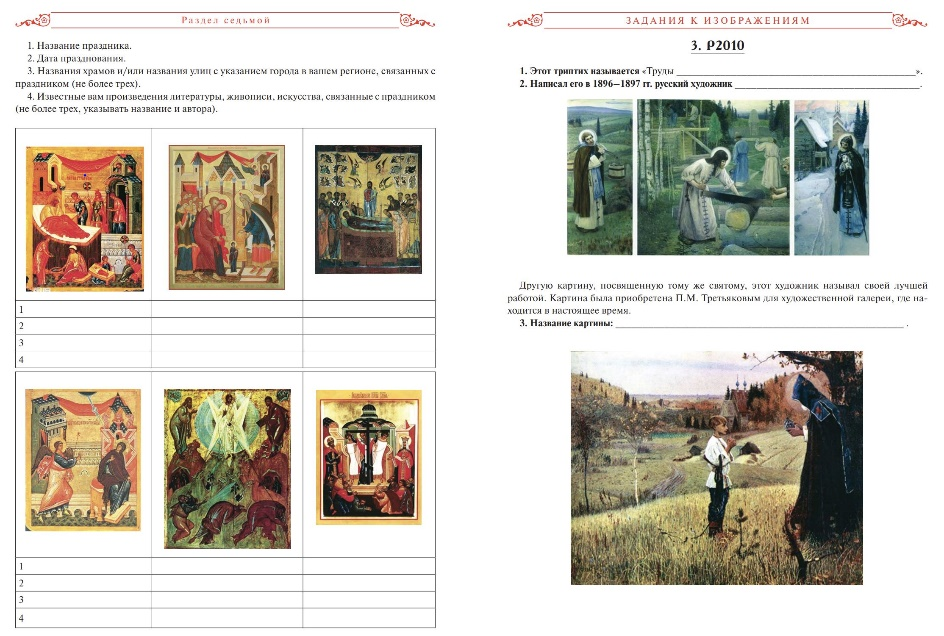 Раздел седьмой
1. Название праздника.
2. Дата празднования.
3. Названия храмов и/или названия улиц с указанием города в вашем регионе, связанных с
праздником (не более трех).
4. Известные вам произведения литературы, живописи, искусства, связанные с праздником
(не более трех, указывать название и автора).
1
2
3
4
1
2
3
4
ЗАДАНИЯ К ИЗОБРАЖЕНИЯМ
3. Р2010
1. Этот триптих называется «Труды ».
2. Написал его в 1896—1897 гг. русский художник .
Другую картину, посвященную тому же святому, этот художник называл своей лучшей
работой. Картина была приобретена П.М. Третьяковым для художественной галереи, где на-
ходится в настоящее время.
3. Название картины: .